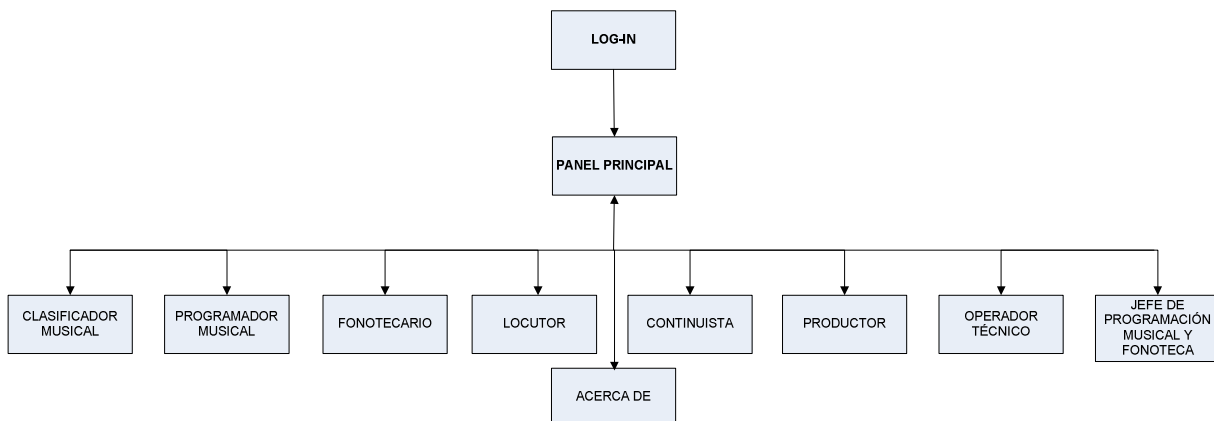 LOG-IN
PANEL PRINCIPAL
CLASIFICADOR
MUSICAL
PROGRAMADOR
MUSICAL
FONOTECARIO
LOCUTOR
CONTINUISTA
PRODUCTOR
OPERADOR
TÉCNICO
JEFE DE
PROGRAMACIÓN
MUSICAL Y
FONOTECA
ACERCA DE